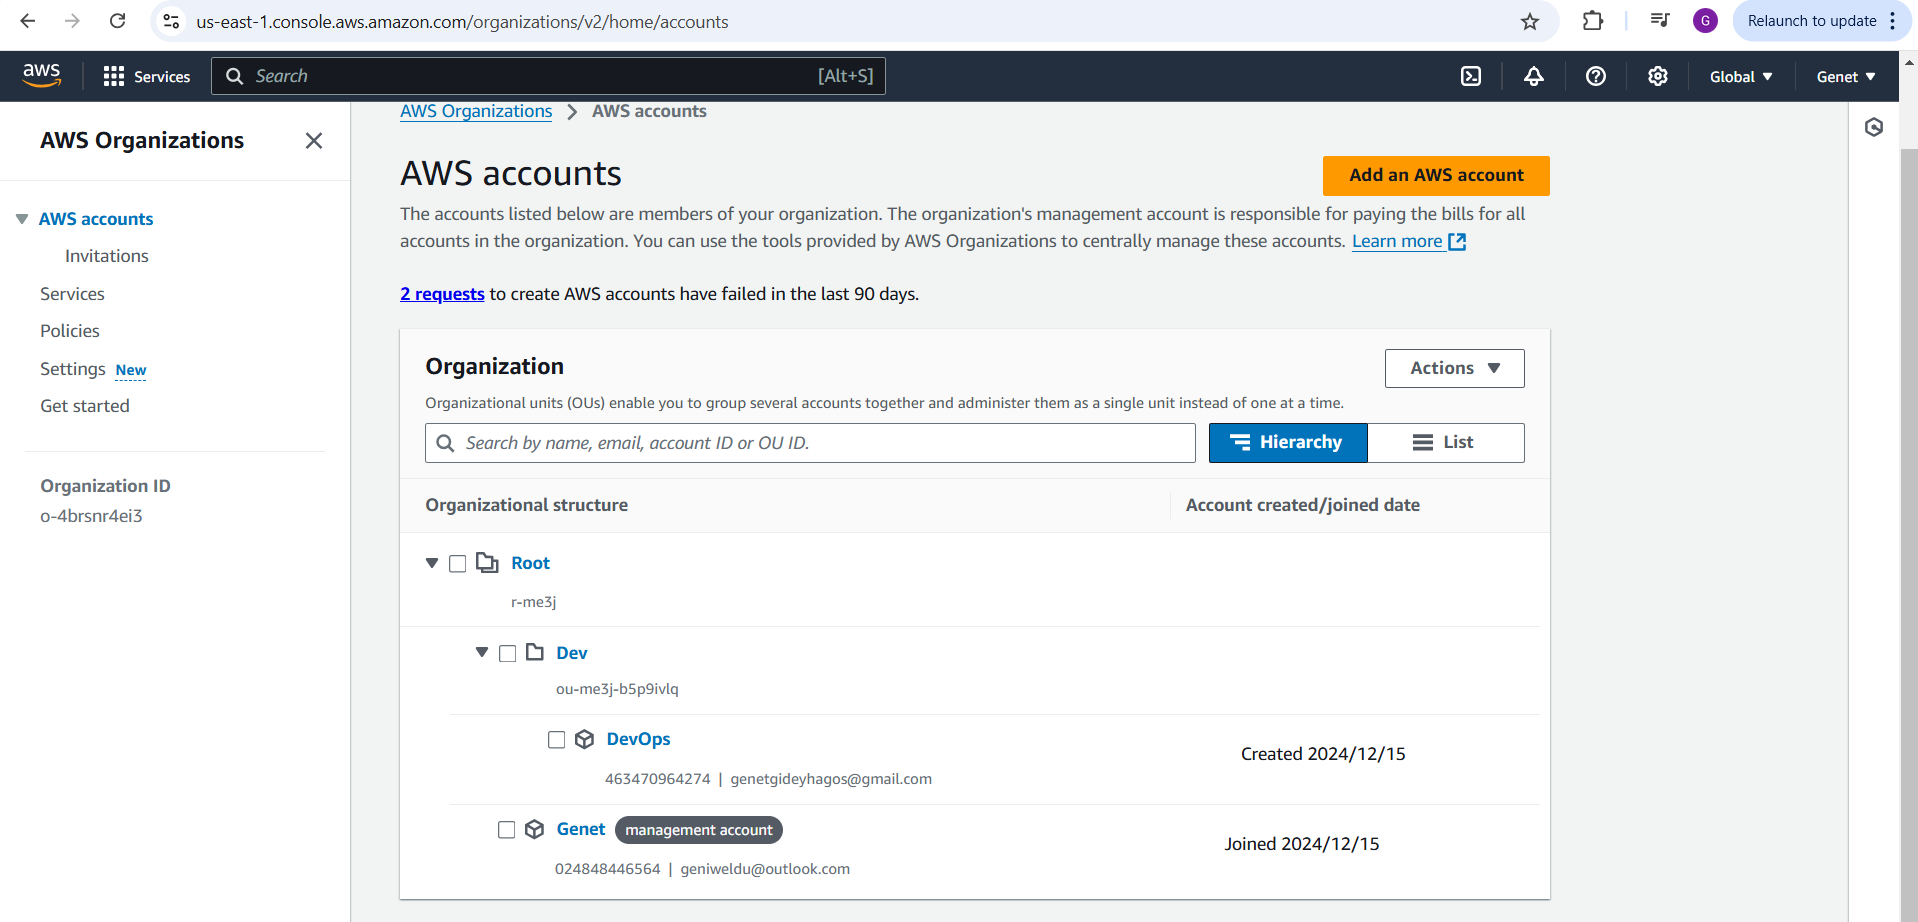 us-east-1.console.aws.amazon.com/organizations/v2/home/accounts
G
Relaunch to update
aws
Services
Search
[Alt+S]
Global
Genet
AWS Organizations
AWS accounts
Invitations
Services
Policies
Settings New
Get started
Organization ID
o-4brsnr4ei3
AWS Organizations > AWS accounts
AWS accounts
Add an AWS account
The accounts listed below are members of your organization. The organization's management account is responsible for paying the bills for all
accounts in the organization. You can use the tools provided by AWS Organizations to centrally manage these accounts. Learn more
2 requests to create AWS accounts have failed in the last 90 days.
Organization
Actions
Organizational units (OUs) enable you to group several accounts together and administer them as a single unit instead of one at a time.
Search by name, email, account ID or OU ID.
Hierarchy
List
Organizational structure
Account created/joined date
Root
r-me3j
Dev
ou-me3j-b5p9ivlq
DevOps
Created 2024/12/15
463470964274 | genetgideyhagos@gmail.com
Genet management account
Joined 2024/12/15
024848446564 | geniweldu@outlook.com